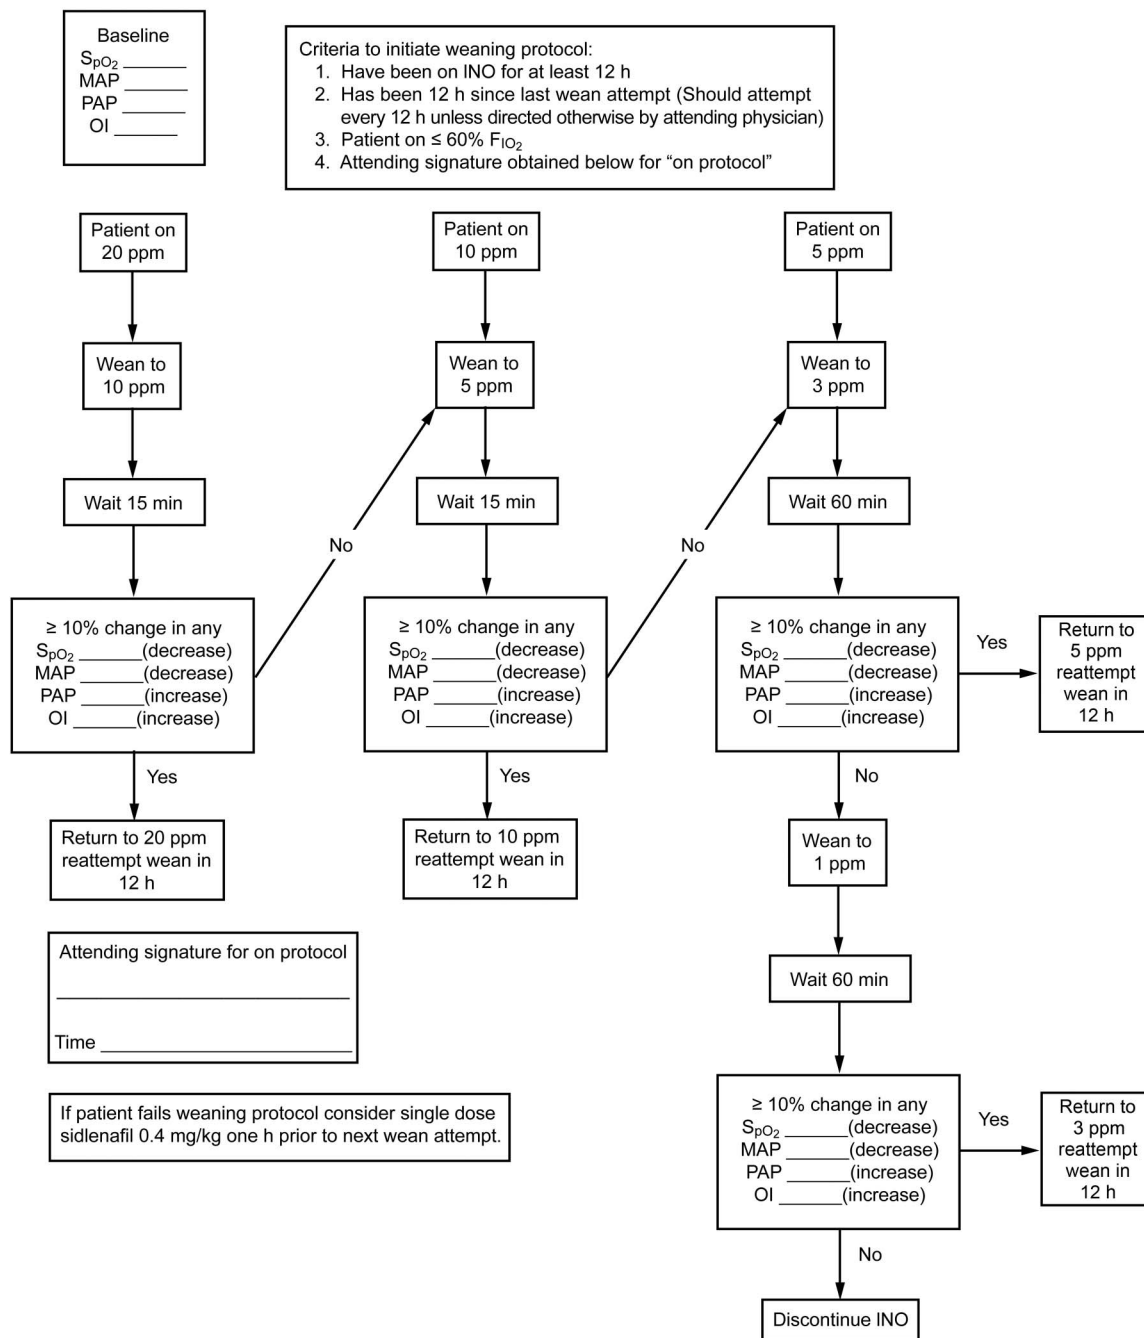 Baseline
SpO2 ______
MAP ______
PAP ______
OI ______
Criteria to initiate weaning protocol:
1. Have been on INO for at least 12 h
2. Has been 12 h since last wean attempt (Should attempt
every 12 h unless directed otherwise by attending physician)
3. Patient on ≤ 60% FIO2
4. Attending signature obtained below for “on protocol”
Patient on
20 ppm
Wean to
10 ppm
Wait 15 min
≥ 10% change in any
SpO2 ______(decrease)
MAP ______(decrease)
PAP ______(increase)
OI ______(increase)
No
Yes
Return to 20 ppm
reattempt wean in
12 h
Patient on
10 ppm
Wean to
5 ppm
Wait 15 min
≥ 10% change in any
SpO2 ______(decrease)
MAP ______(decrease)
PAP ______(increase)
OI ______(increase)
No
Yes
Return to 10 ppm
reattempt wean in
12 h
Patient on
5 ppm
Wean to
3 ppm
Wait 60 min
≥ 10% change in any
SpO2 ______(decrease)
MAP ______(decrease)
PAP ______(increase)
OI ______(increase)
Yes
Return to
5 ppm
reattempt
wean in
12 h
No
Wean to
1 ppm
Wait 60 min
≥ 10% change in any
SpO2 ______(decrease)
MAP ______(decrease)
PAP ______(increase)
OI ______(increase)
Yes
Return to
3 ppm
reattempt
wean in
12 h
No
Discontinue INO
Attending signature for on protocol
Time ______
If patient fails weaning protocol consider single dose
sidlenafil 0.4 mg/kg one h prior to next wean attempt.